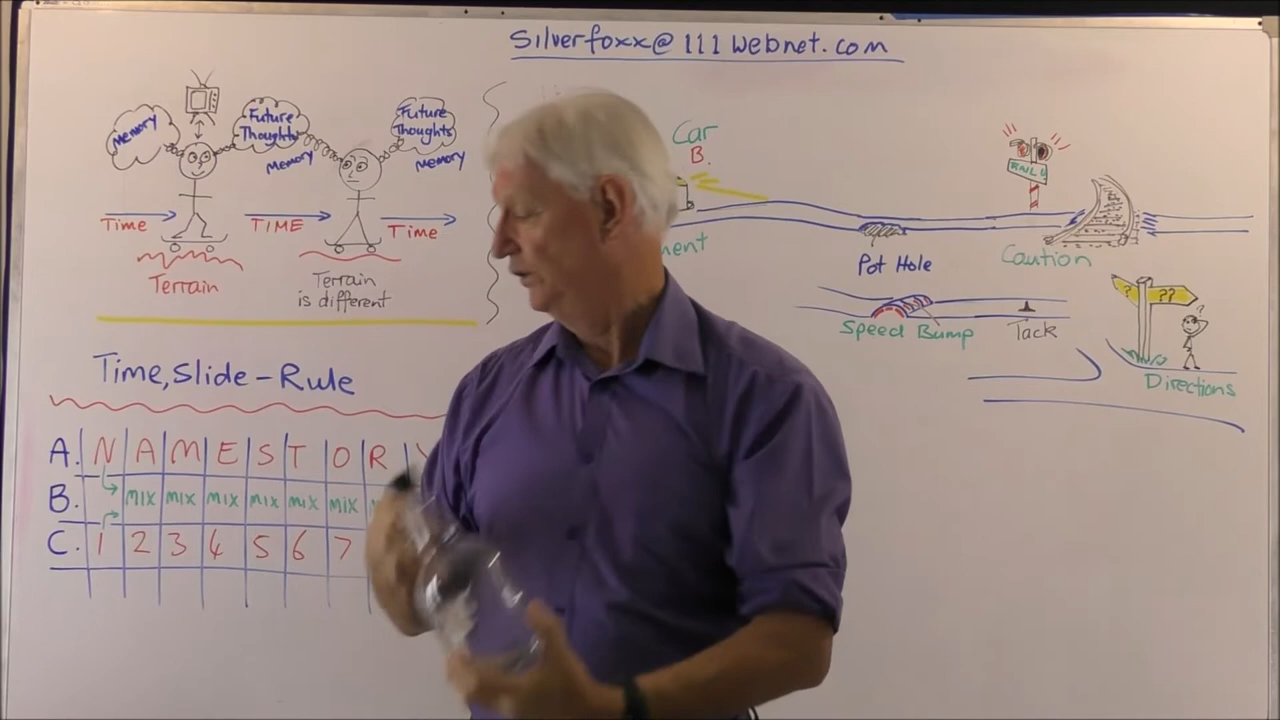 Silverfoxx@111webnet.com
Memory
Future
Thoughts
Memory
Future
Thoughts
Memory
Time
TIME
Time
Terrain
Terrain
is different
Car
B.
Pot Hole
Caution
Speed Bump
Tack
?
??
?
Directions
Time, Slide-Rule
A. N A M E S T O R
B. mix mix mix mix mix mix
C. 1 2 3 4 5 6 7